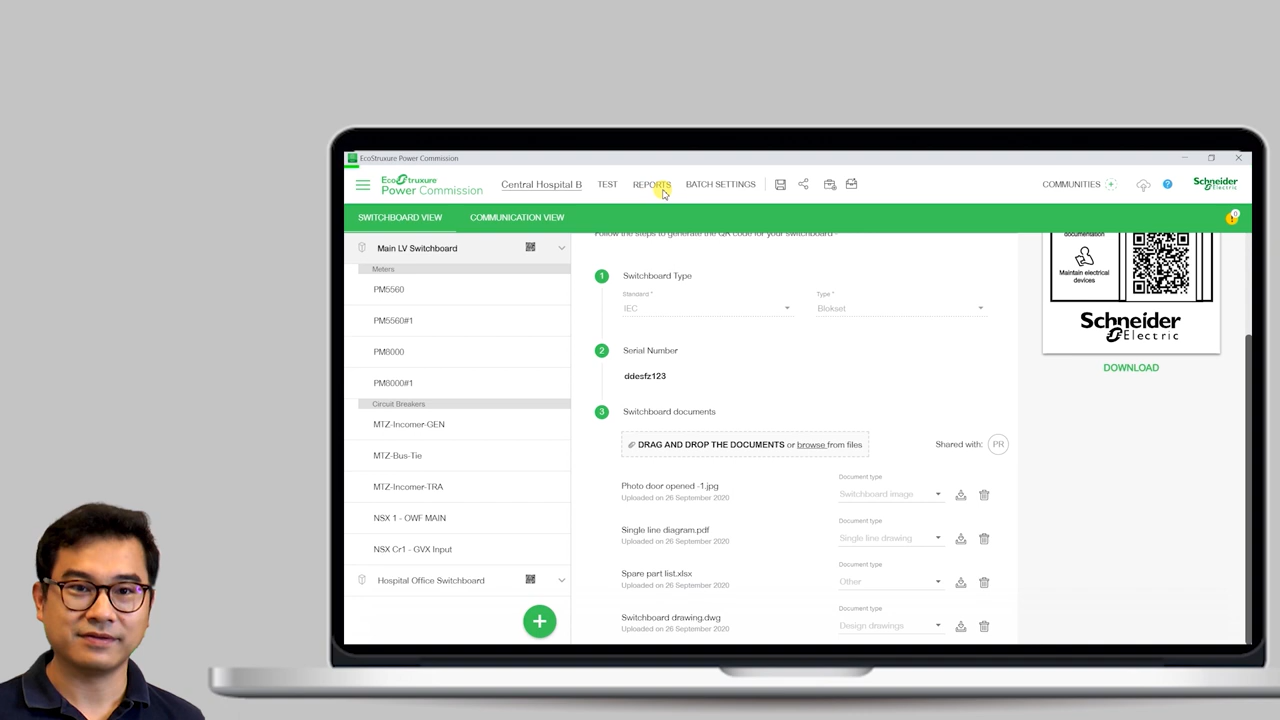 EcoStruxure Power Commission
EcoStruxure
Power Commission
Central Hospital B
TEST
REPORTS
BATCH SETTINGS
COMMUNITIES
Schneider
Electric
SWITCHBOARD VIEW
COMMUNICATION VIEW
0
Main LV Switchboard
Meters
PM5560
PM5560#1
PM8000
PM8000#1
Circuit Breakers
MTZ-Incomer-GEN
MTZ-Bus-Tie
MTZ-Incomer-TRA
NSX 1 - OWF MAIN
NSX Cr1 - GVX Input
Hospital Office Switchboard
+
Follow the steps to generate the QR code for your switchboard -
1 Switchboard Type
Standard *
Type *
IEC
Blokset
2 Serial Number
ddesfz123
3 Switchboard documents
DRAG AND DROP THE DOCUMENTS or browse from files
Shared with: PR
Photo door opened -1.jpg
Uploaded on 26 September 2020
Document type
Switchboard image
Single line diagram.pdf
Uploaded on 26 September 2020
Document type
Single line drawing
Spare part list.xlsx
Uploaded on 26 September 2020
Document type
Other
Switchboard drawing.dwg
Uploaded on 26 September 2020
Document type
Design drawings
documentation
Maintain electrical
devices
Schneider
Electric
DOWNLOAD